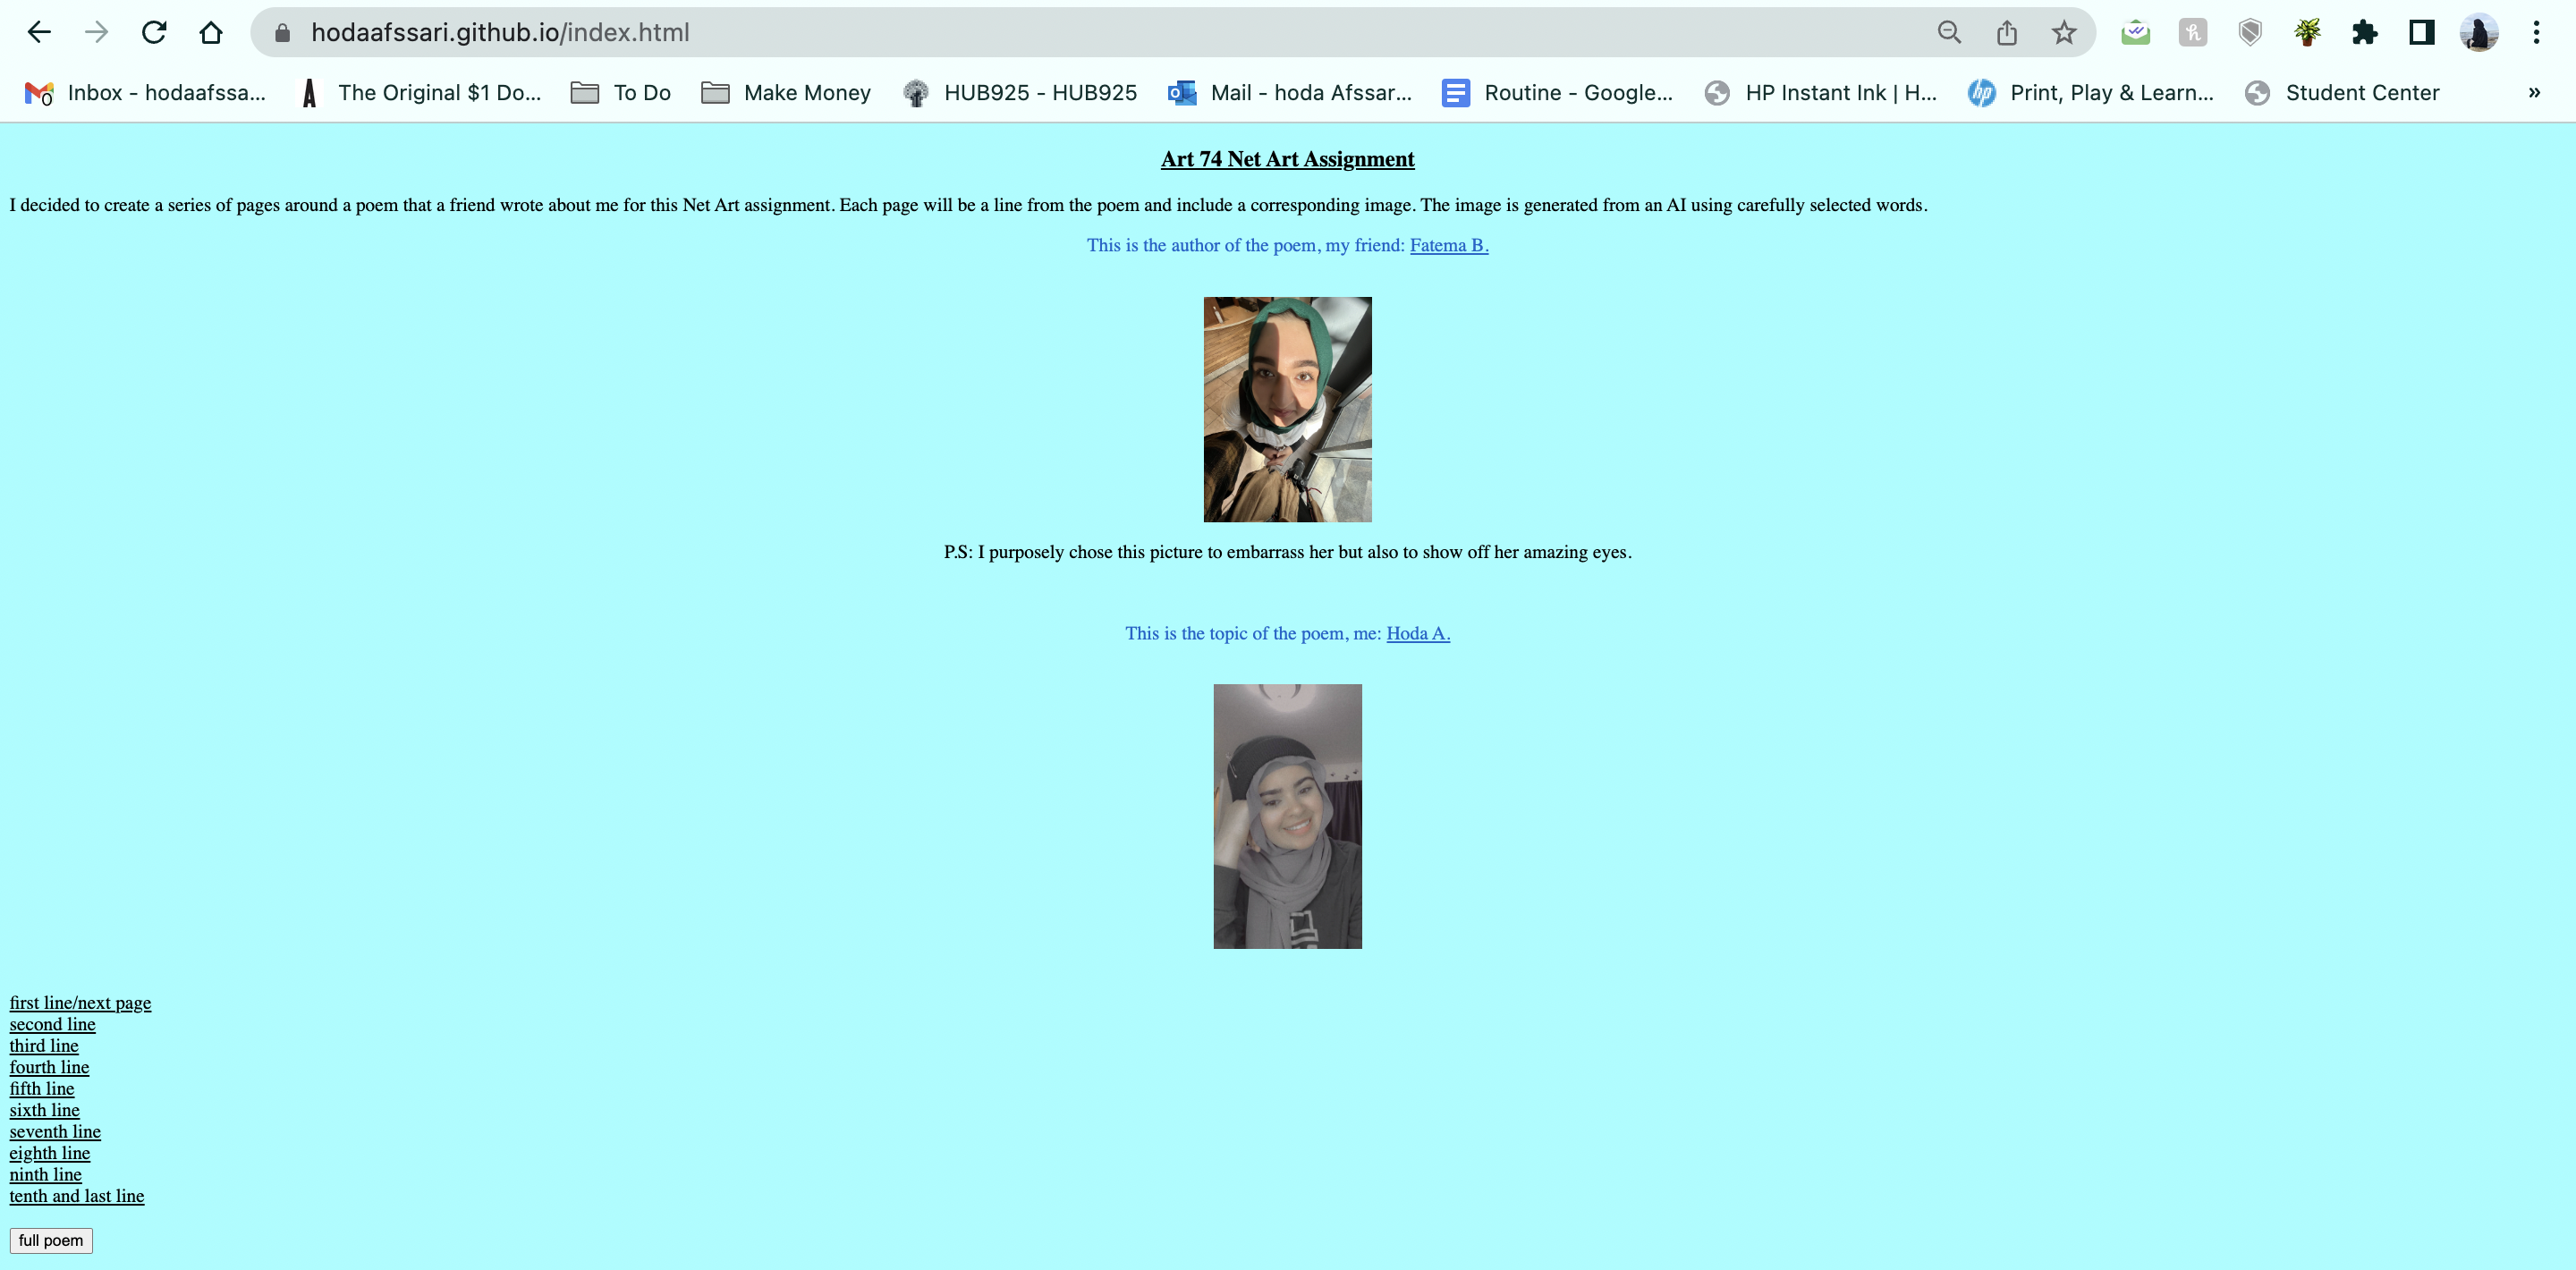 hodaafssari.github.io/index.html
Inbox - hodaafssa... The Original $1 Do... To Do Make Money HUB925 - HUB925 Mail - hoda Afssar... Routine - Google... HP Instant Ink | H... Print, Play & Learn... Student Center »
Art 74 Net Art Assignment
I decided to create a series of pages around a poem that a friend wrote about me for this Net Art assignment. Each page will be a line from the poem and include a corresponding image. The image is generated from an AI using carefully selected words.
This is the author of the poem, my friend: Fatema B.
P.S: I purposely chose this picture to embarrass her but also to show off her amazing eyes.
This is the topic of the poem, me: Hoda A.
first line/next page
second line
third line
fourth line
fifth line
sixth line
seventh line
eighth line
ninth line
tenth and last line
full poem